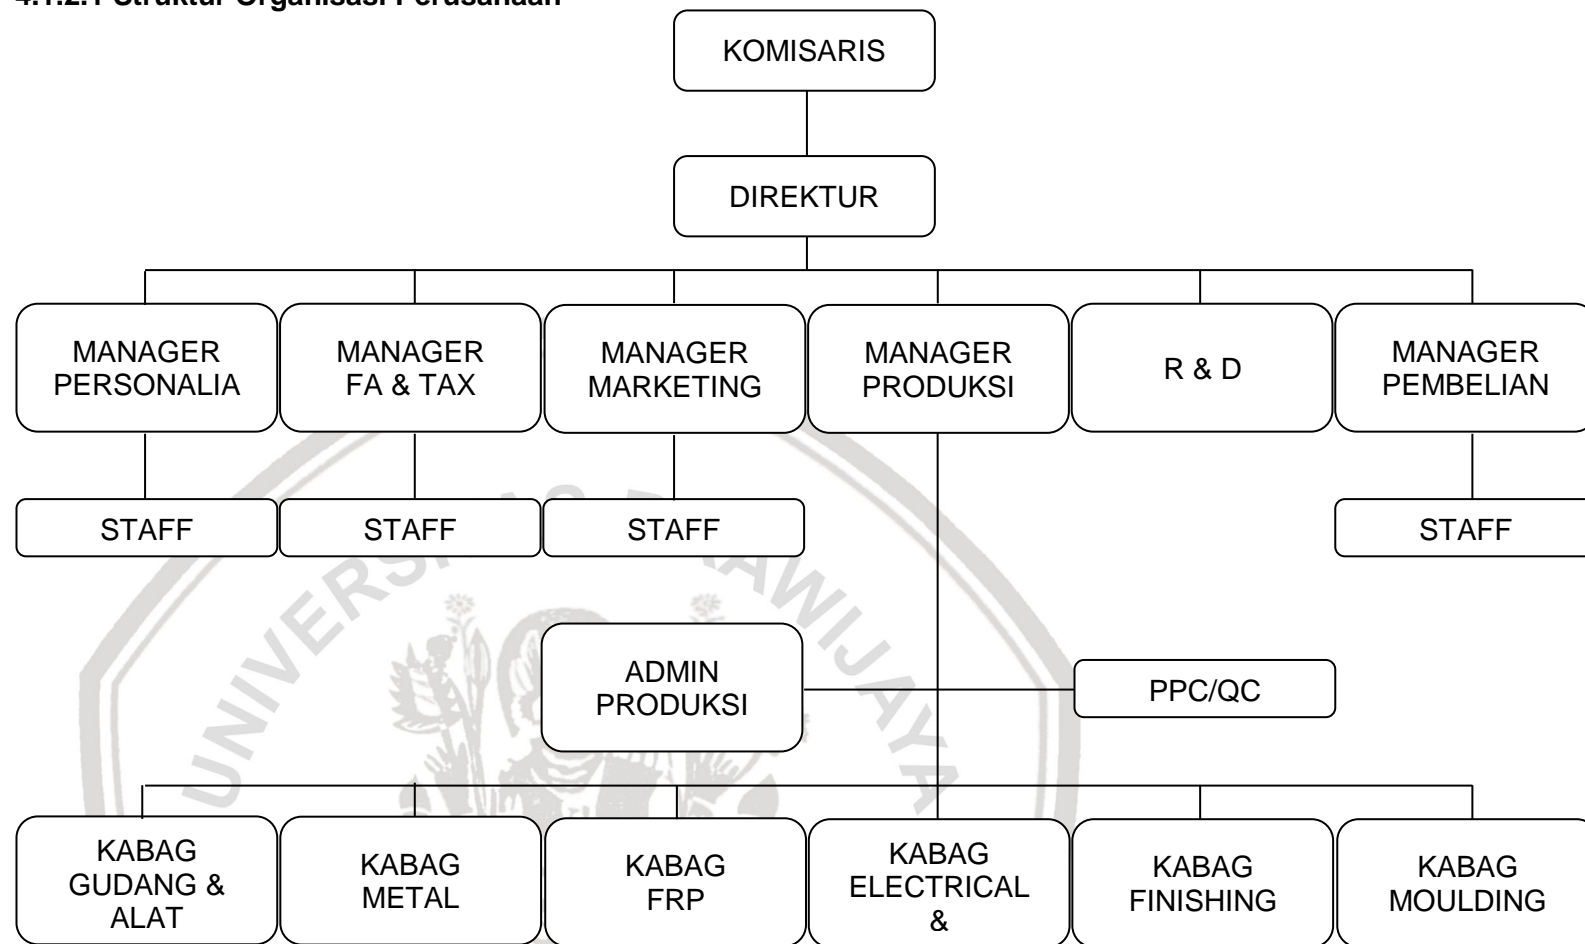 4.1.2.1 Struktur Organisasi Perusahaan
KOMISARIS
DIREKTUR
MANAGER
PERSONALIA
MANAGER
FA & TAX
MANAGER
MARKETING
MANAGER
PRODUKSI
R & D
MANAGER
PEMBELIAN
STAFF
STAFF
STAFF
STAFF
ADMIN
PRODUKSI
PPC/QC
KABAG
GUDANG &
ALAT
KABAG
METAL
KABAG
FRP
KABAG
ELECTRICAL
&
KABAG
FINISHING
KABAG
MOULDING
UNIVERSITAS BRAWIJAYA